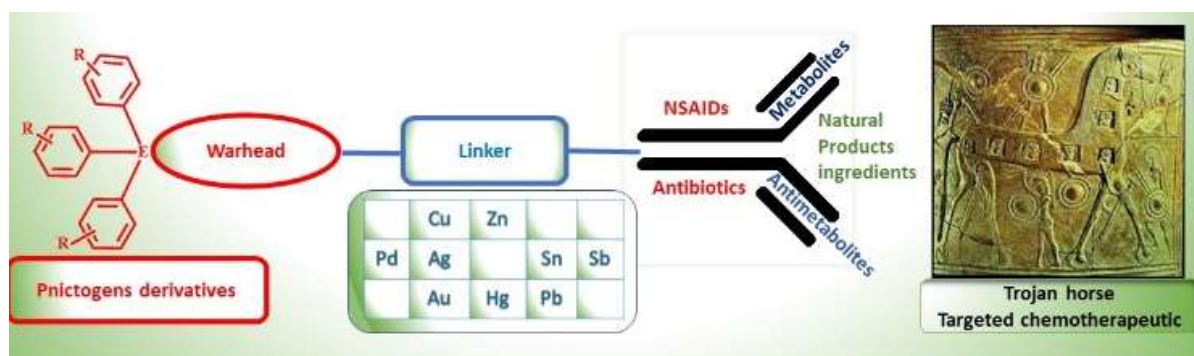 R
R
E
R
Warhead
Pnictogens derivatives
Linker
Cu Zn
Pd Ag Sn Sb
Au Hg Pb
NSAIDs
Antibiotics
Metabolites
Antimetabolites
Natural
Products
ingredients
Trojan horse
Targeted chemotherapeutic